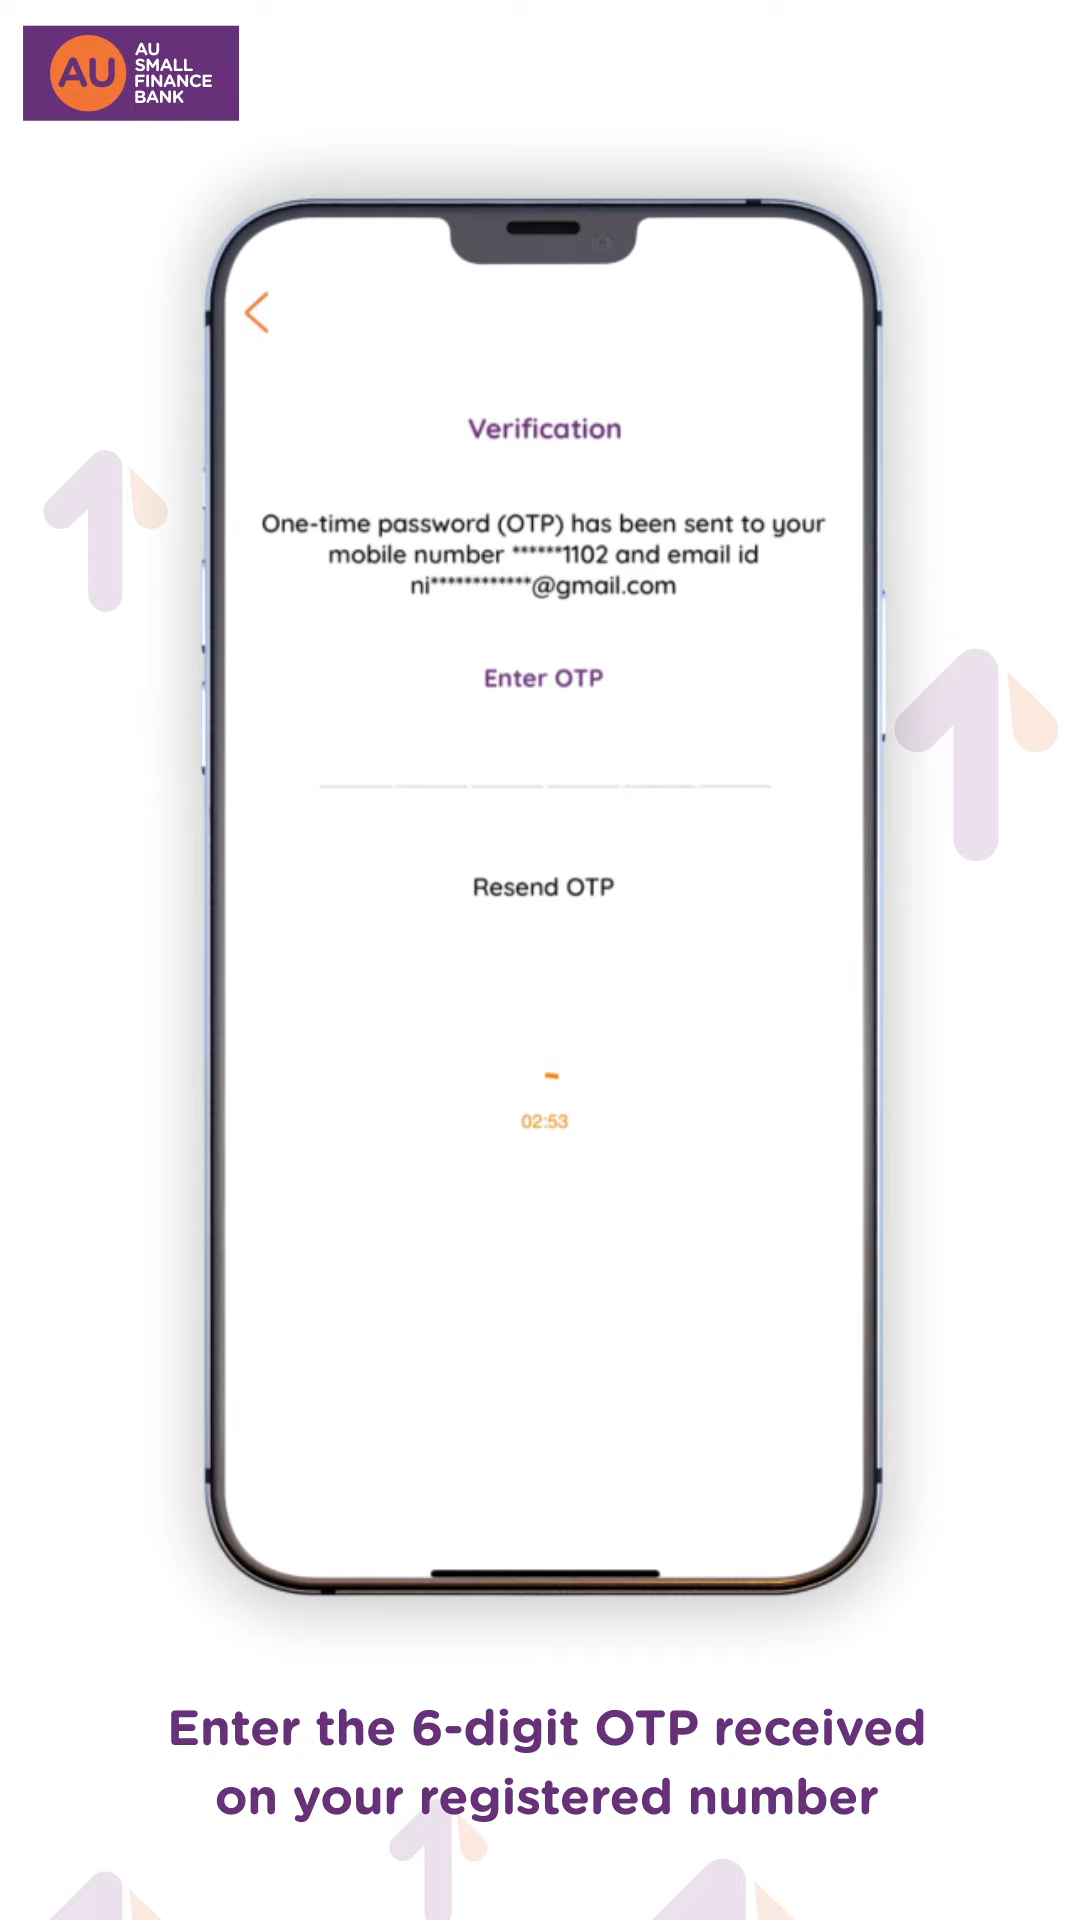 AU
AU
SMALL
FINANCE
BANK
Verification
One-time password (OTP) has been sent to your
mobile number ******1102 and email id
ni************@gmail.com
Enter OTP
Resend OTP
02:53
Enter the 6-digit OTP received
on your registered number